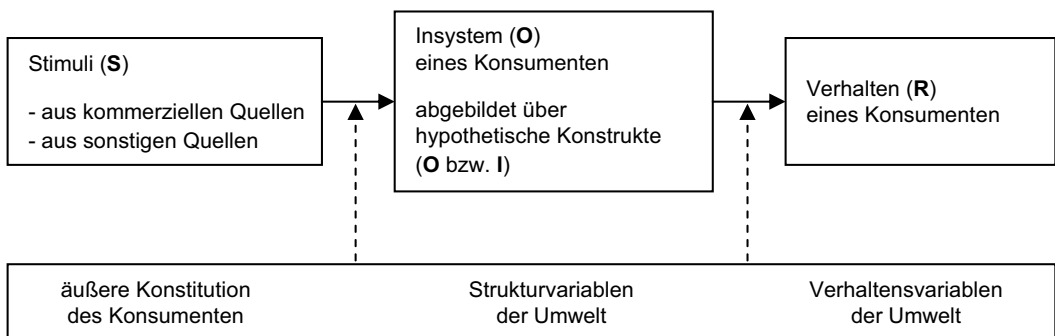 Stimuli (S)
- aus kommerziellen Quellen
- aus sonstigen Quellen
Insystem (O)
eines Konsumenten
abgebildet über
hypothetische Konstrukte
(O bzw. I)
Verhalten (R)
eines Konsumenten
äußere Konstitution
des Konsumenten
Strukturvariablen
der Umwelt
Verhaltensvariablen
der Umwelt